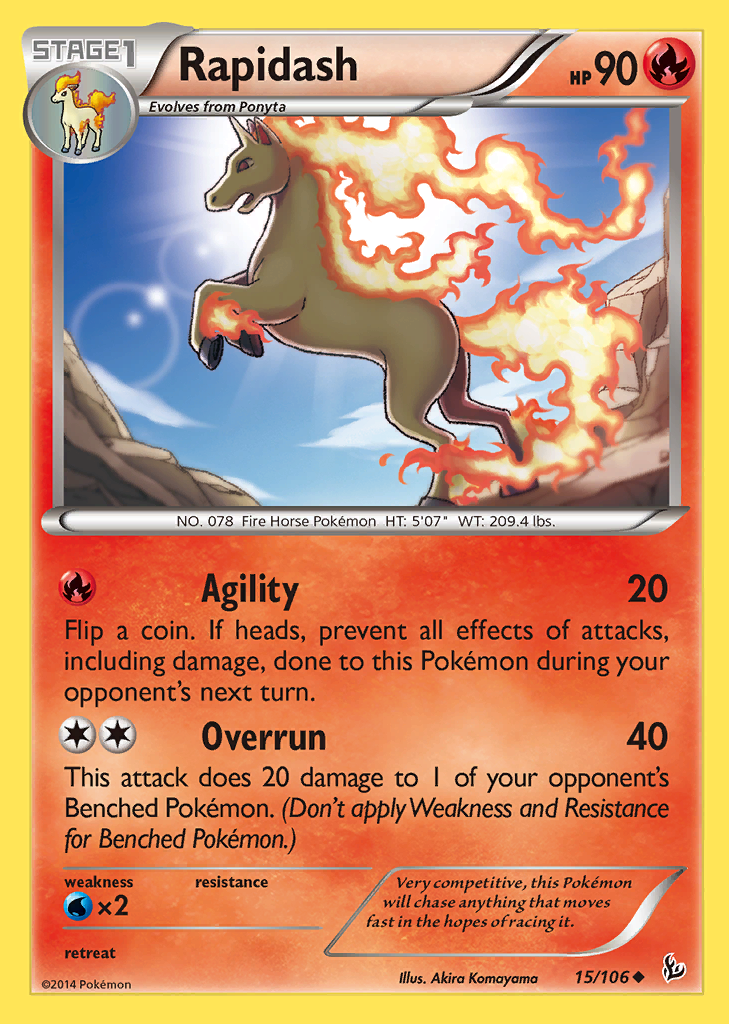 STAGE1
Rapidash
HP 90
Evolves from Ponyta
NO. 078 Fire Horse Pokémon HT: 5'07" WT: 209.4 lbs.
Agility 20
Flip a coin. If heads, prevent all effects of attacks,
including damage, done to this Pokémon during your
opponent's next turn.
Overrun 40
This attack does 20 damage to 1 of your opponent's
Benched Pokémon. (Don't apply Weakness and Resistance
for Benched Pokémon.)
weakness resistance
×2
retreat
Very competitive, this Pokémon
will chase anything that moves
fast in the hopes of racing it.
©2014 Pokémon
Illus. Akira Komayama
15/106